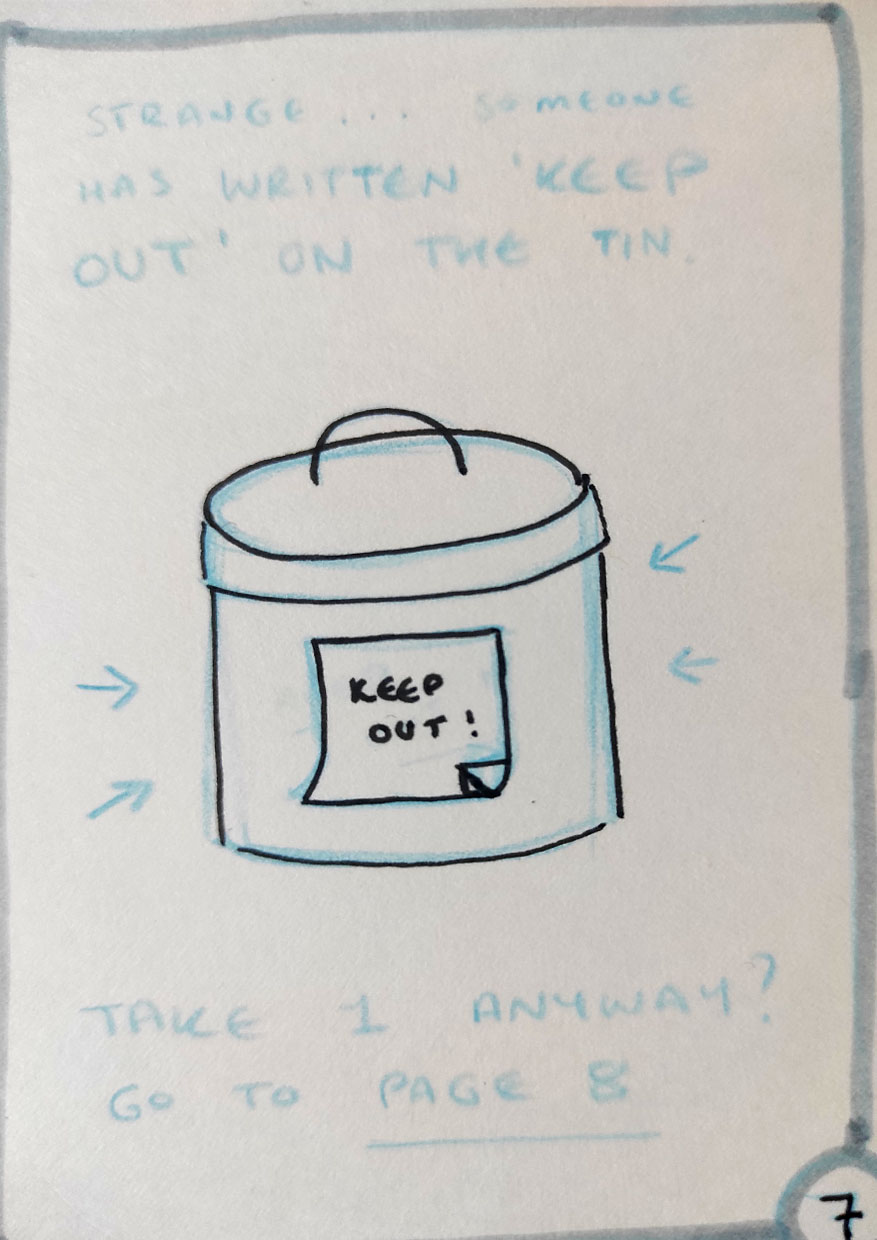 STRANGE... SOMEONE
HAS WRITTEN 'KEEP
OUT' ON THE TIN.
KEEP
OUT!
TAKE 1 ANYWAY?
GO TO PAGE 8
7